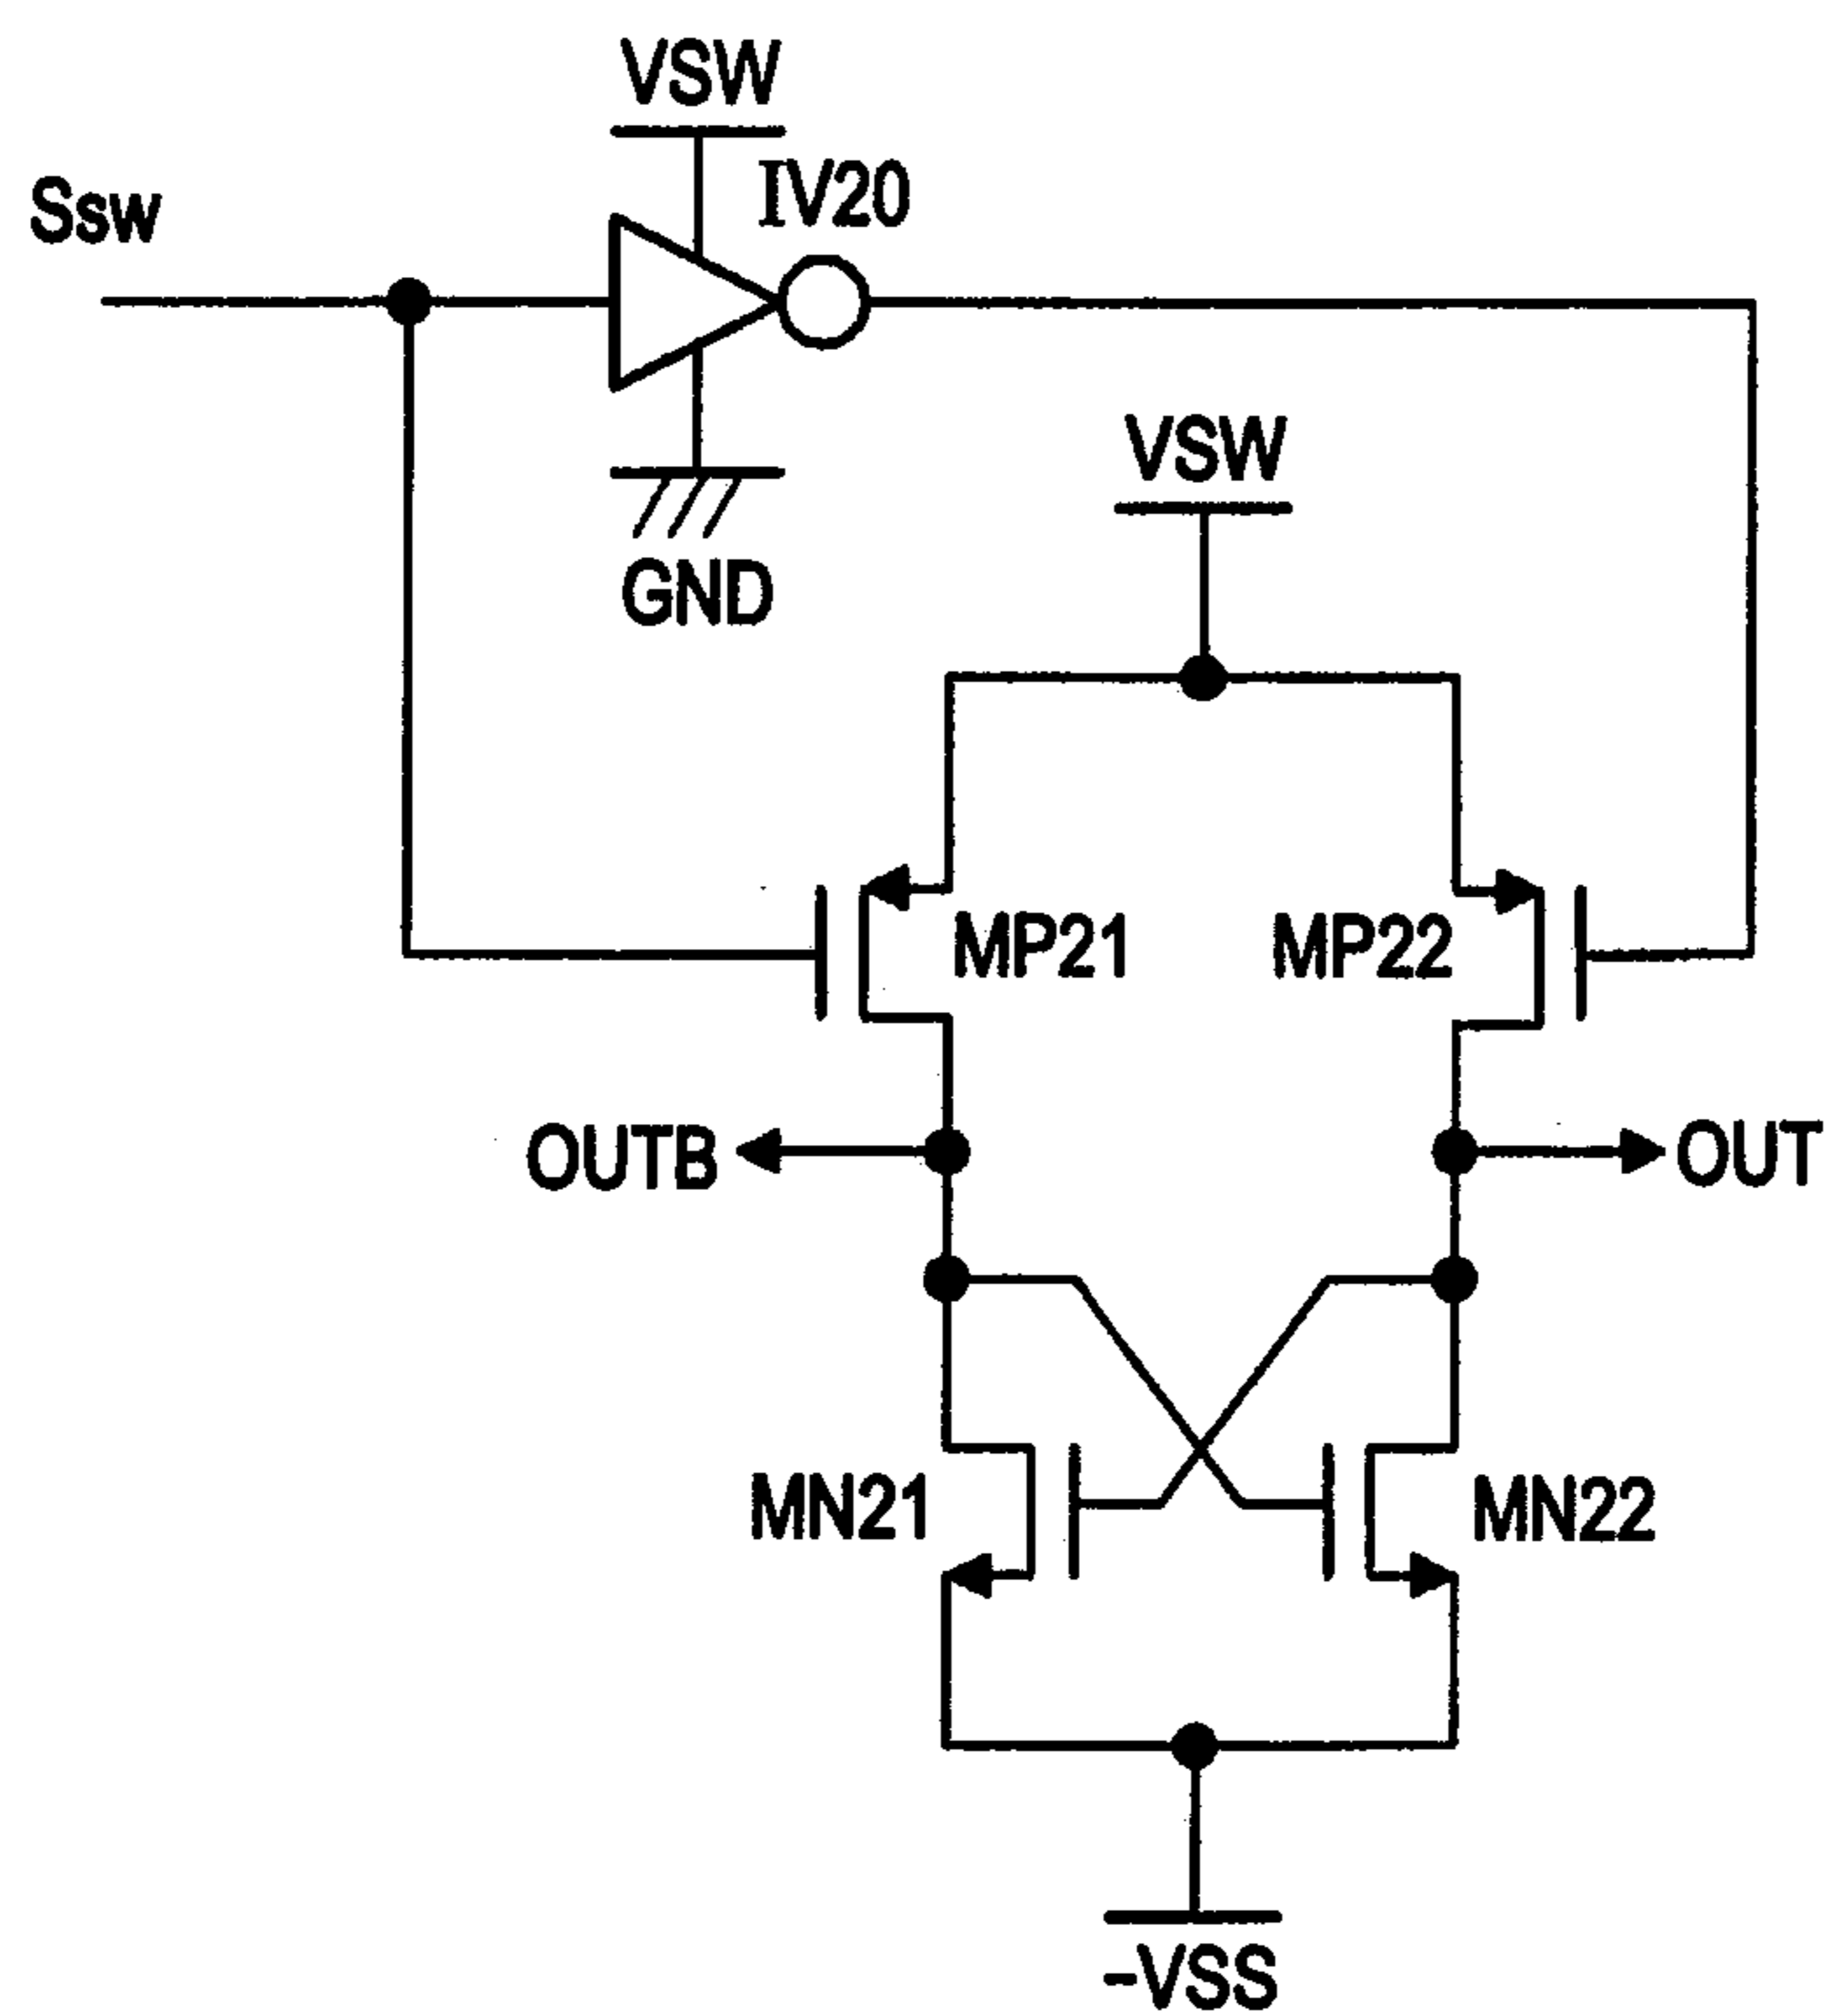 VSW
Ssw
IV20
GND
VSW
MP21
MP22
OUTB
OUT
MN21
MN22
-VSS